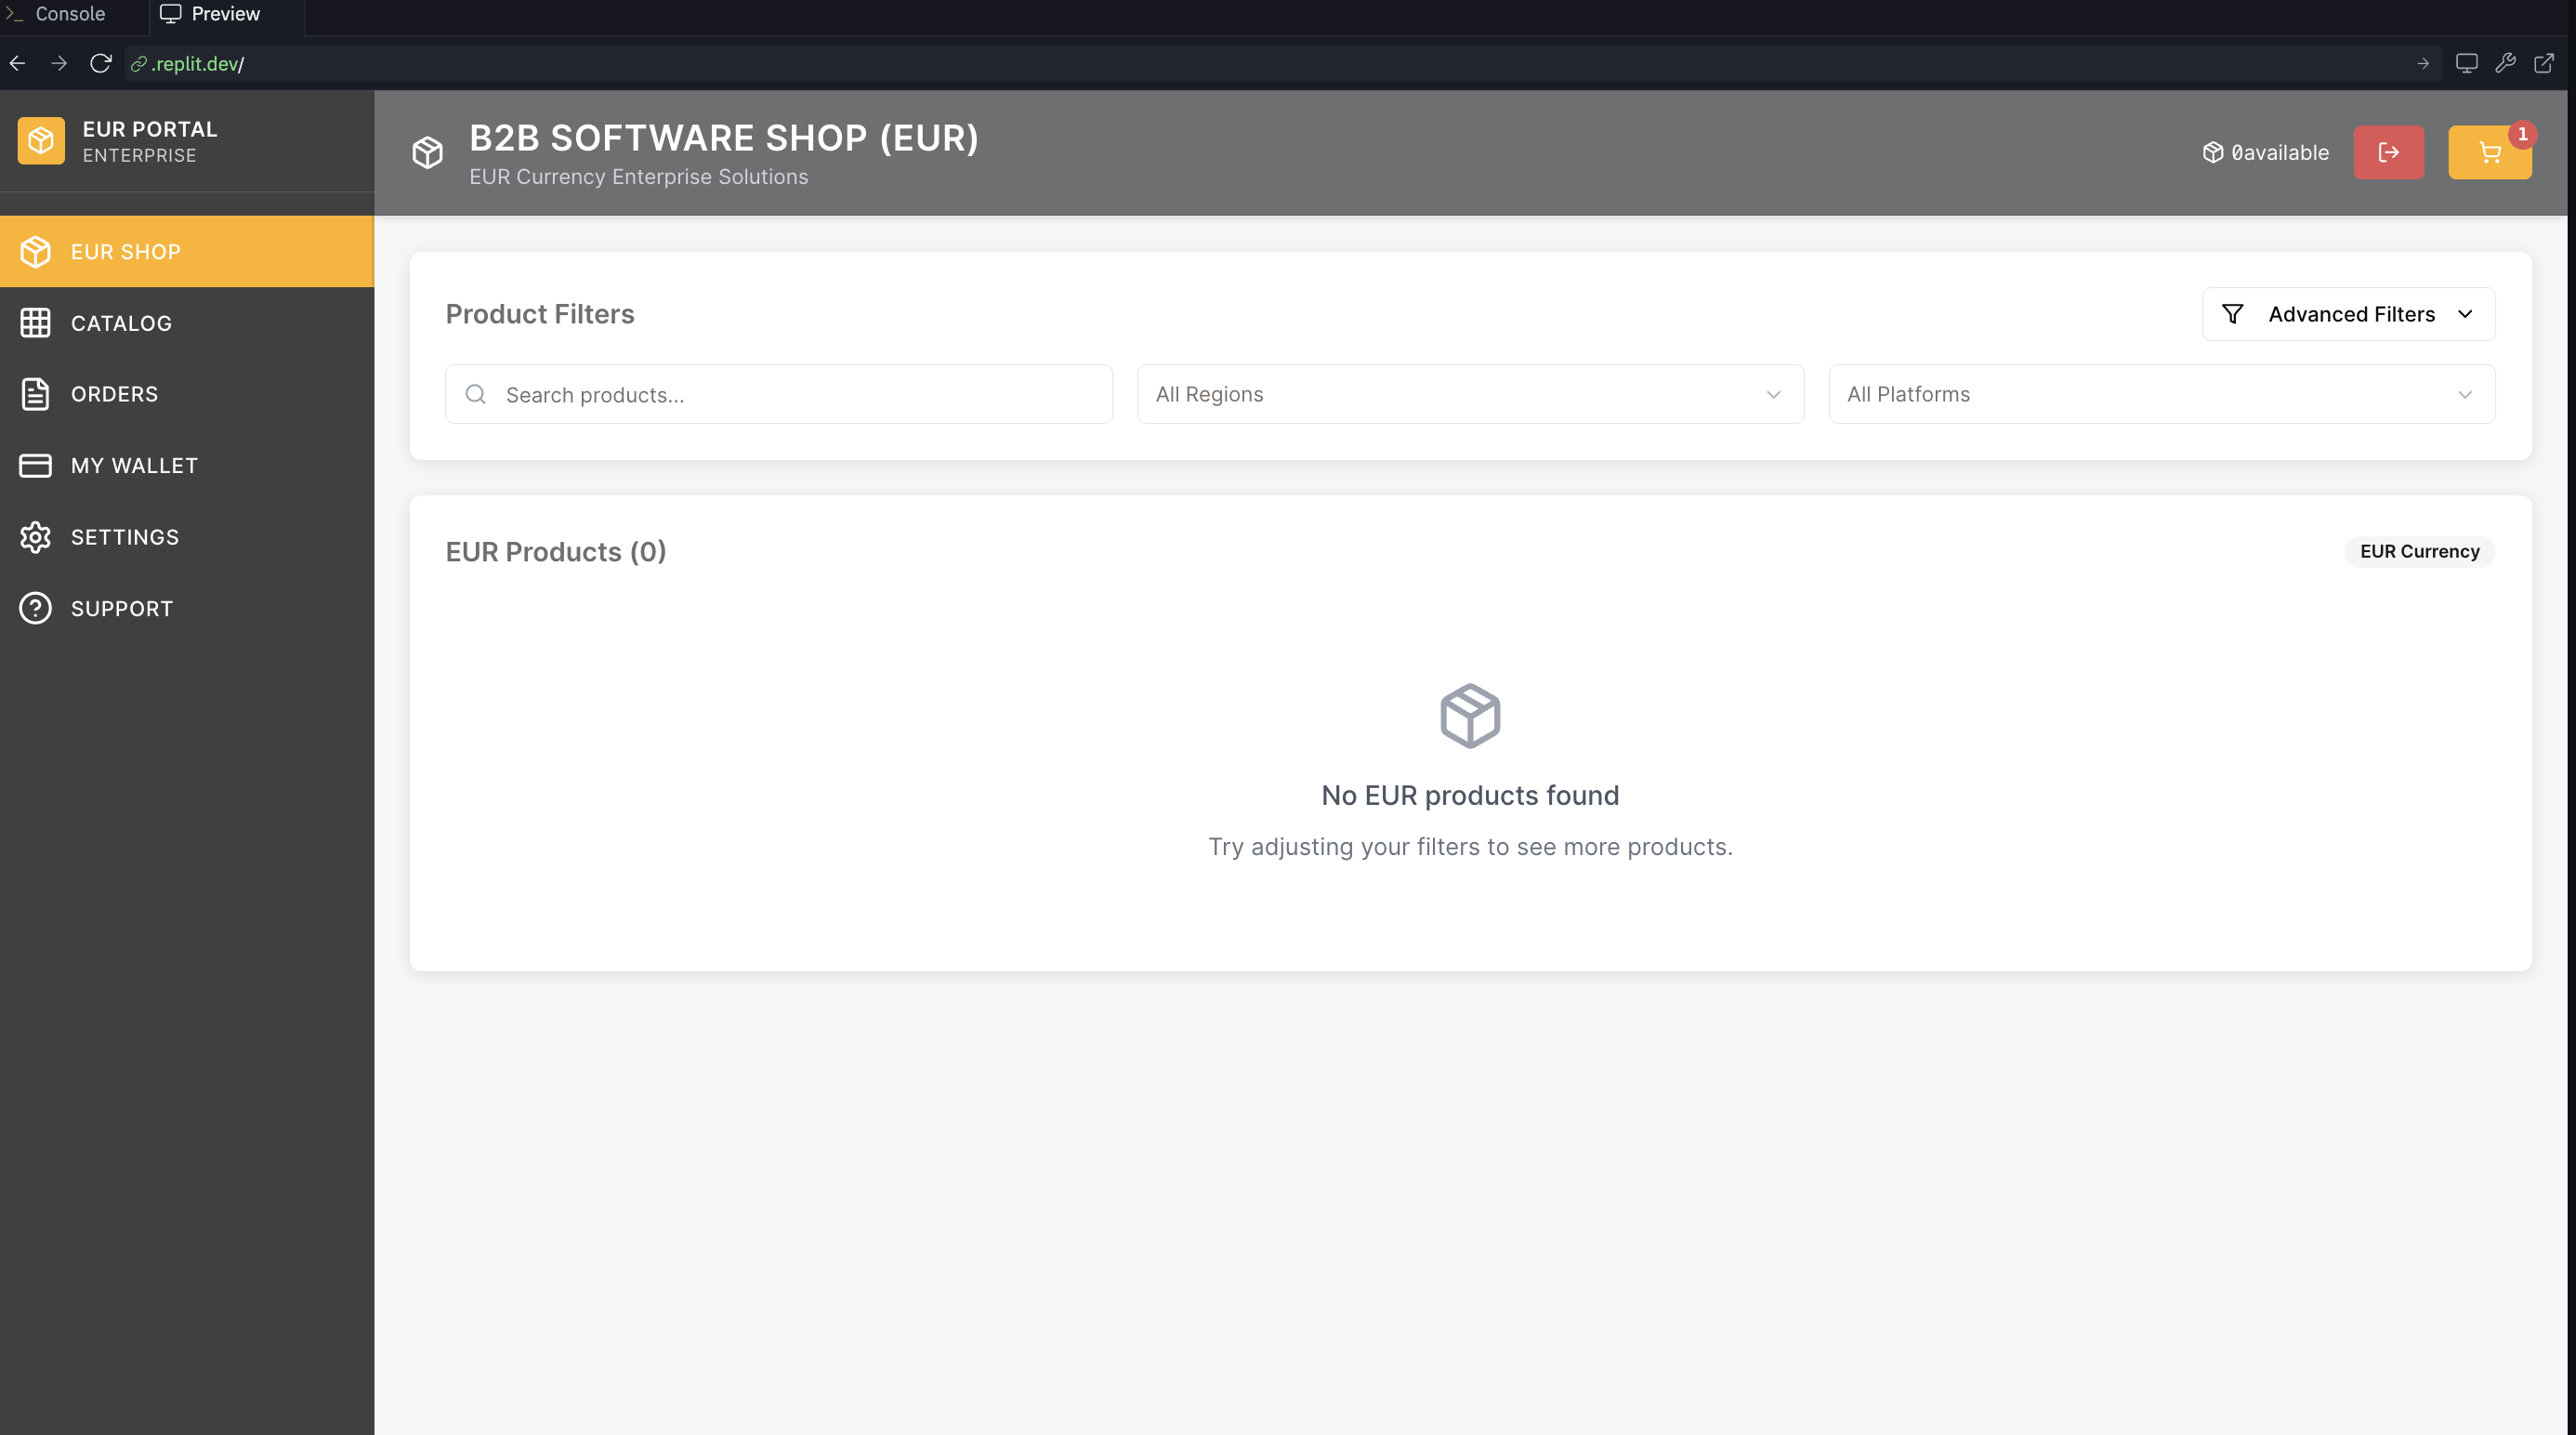 Console
Preview
.replit.dev/
EUR PORTAL
ENTERPRISE
B2B SOFTWARE SHOP (EUR)
EUR Currency Enterprise Solutions
0available
1
EUR SHOP
CATALOG
ORDERS
MY WALLET
SETTINGS
SUPPORT
Product Filters
Advanced Filters
Search products...
All Regions
All Platforms
EUR Products (0)
EUR Currency
No EUR products found
Try adjusting your filters to see more products.